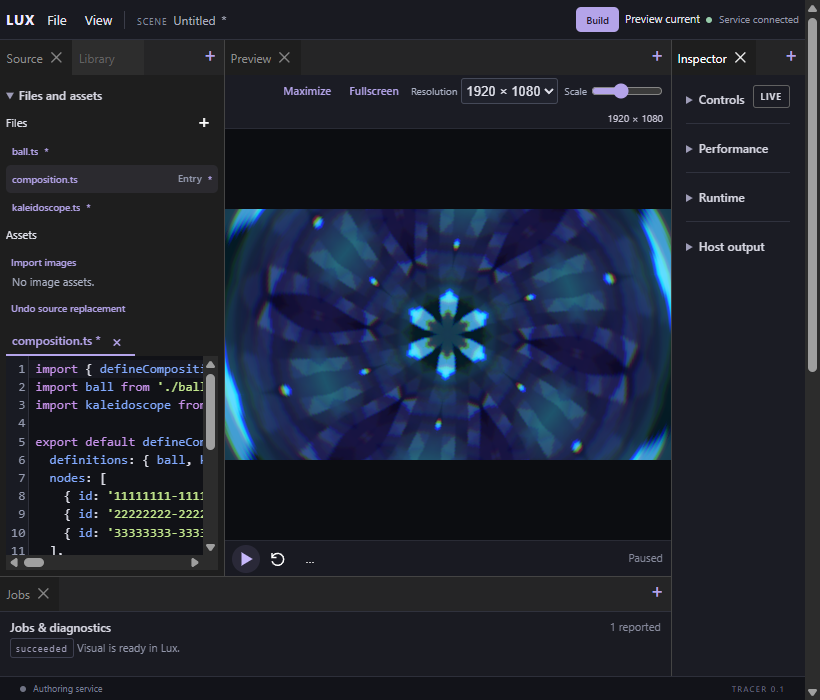 LUX File View SCENE Untitled * Build Preview current Service connected
Source Library +
Files and assets
Files +
ball.ts *
composition.ts Entry *
kaleidoscope.ts *
Assets
Import images
No image assets.
Undo source replacement
composition.ts *
1 import { defineCompositi
2 import ball from './ball
3 import kaleidoscope from
4
5 export default defineCom
6 definitions: { ball, k
7 nodes: [
8 { id: '11111111-1111
9 { id: '22222222-2222
10 { id: '33333333-3333
11 ],
Preview +
Maximize Fullscreen Resolution 1920 × 1080 Scale
1920 × 1080
... Paused
Inspector +
Controls LIVE
Performance
Runtime
Host output
Jobs +
Jobs & diagnostics 1 reported
succeeded Visual is ready in Lux.
Authoring service TRACER 0.1